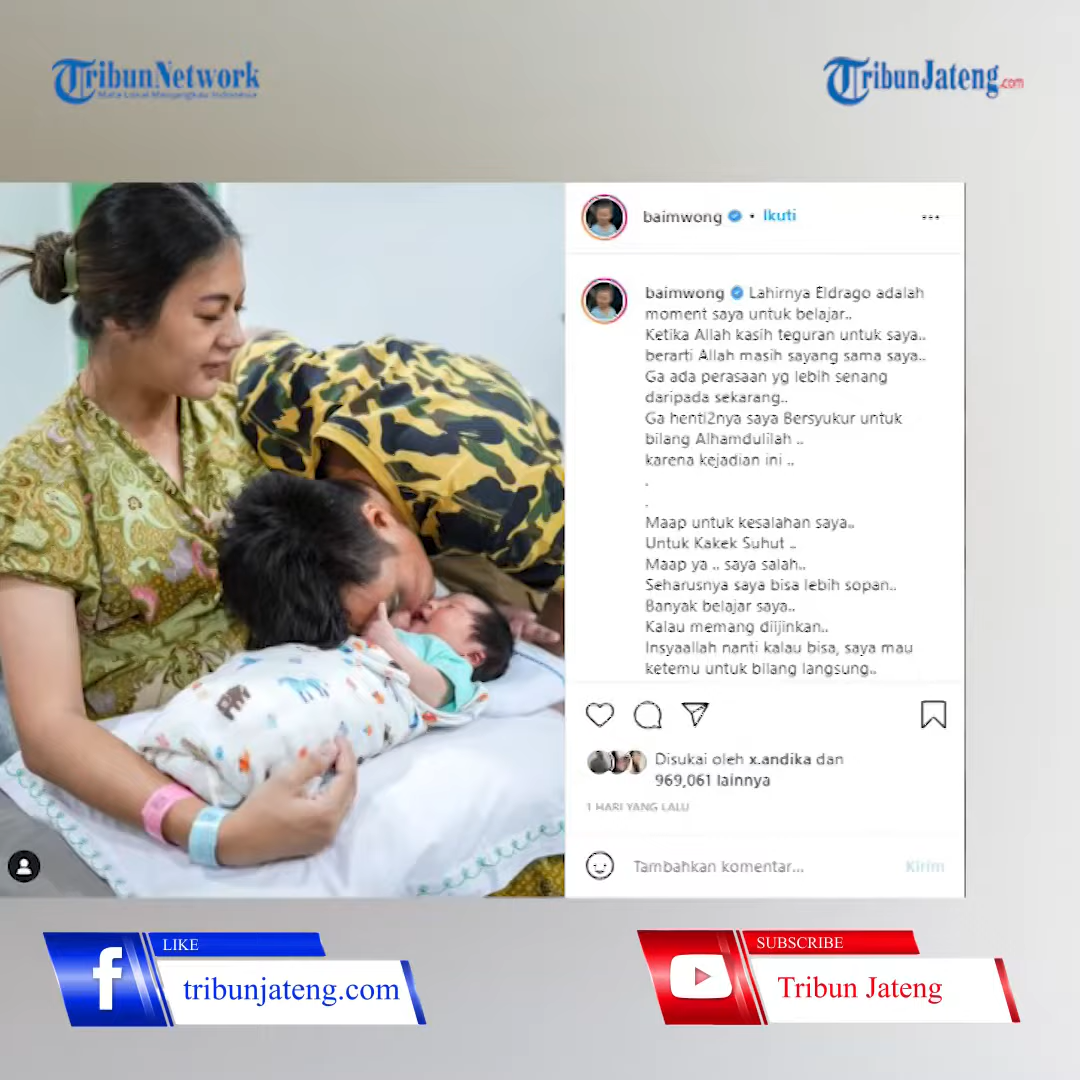 TribunNetwork
Mata Lokal Menjangkau Indonesia
TribunJateng.com
baimwong • Ikuti
baimwong Lahirnya Eldrago adalah
moment saya untuk belajar..
Ketika Allah kasih teguran untuk saya..
berarti Allah masih sayang sama saya..
Ga ada perasaan yg lebih senang
daripada sekarang..
Ga henti2nya saya Bersyukur untuk
bilang Alhamdulilah ..
karena kejadian ini ..
.
.
Maap untuk kesalahan saya..
Untuk Kakek Suhut ..
Maap ya .. saya salah..
Seharusnya saya bisa lebih sopan..
Banyak belajar saya..
Kalau memang diijinkan..
Insyaallah nanti kalau bisa, saya mau
ketemu untuk bilang langsung..
Disukai oleh x.andika dan
969,061 lainnya
1 HARI YANG LALU
Tambahkan komentar... Kirim
LIKE
tribunjateng.com
SUBSCRIBE
Tribun Jateng